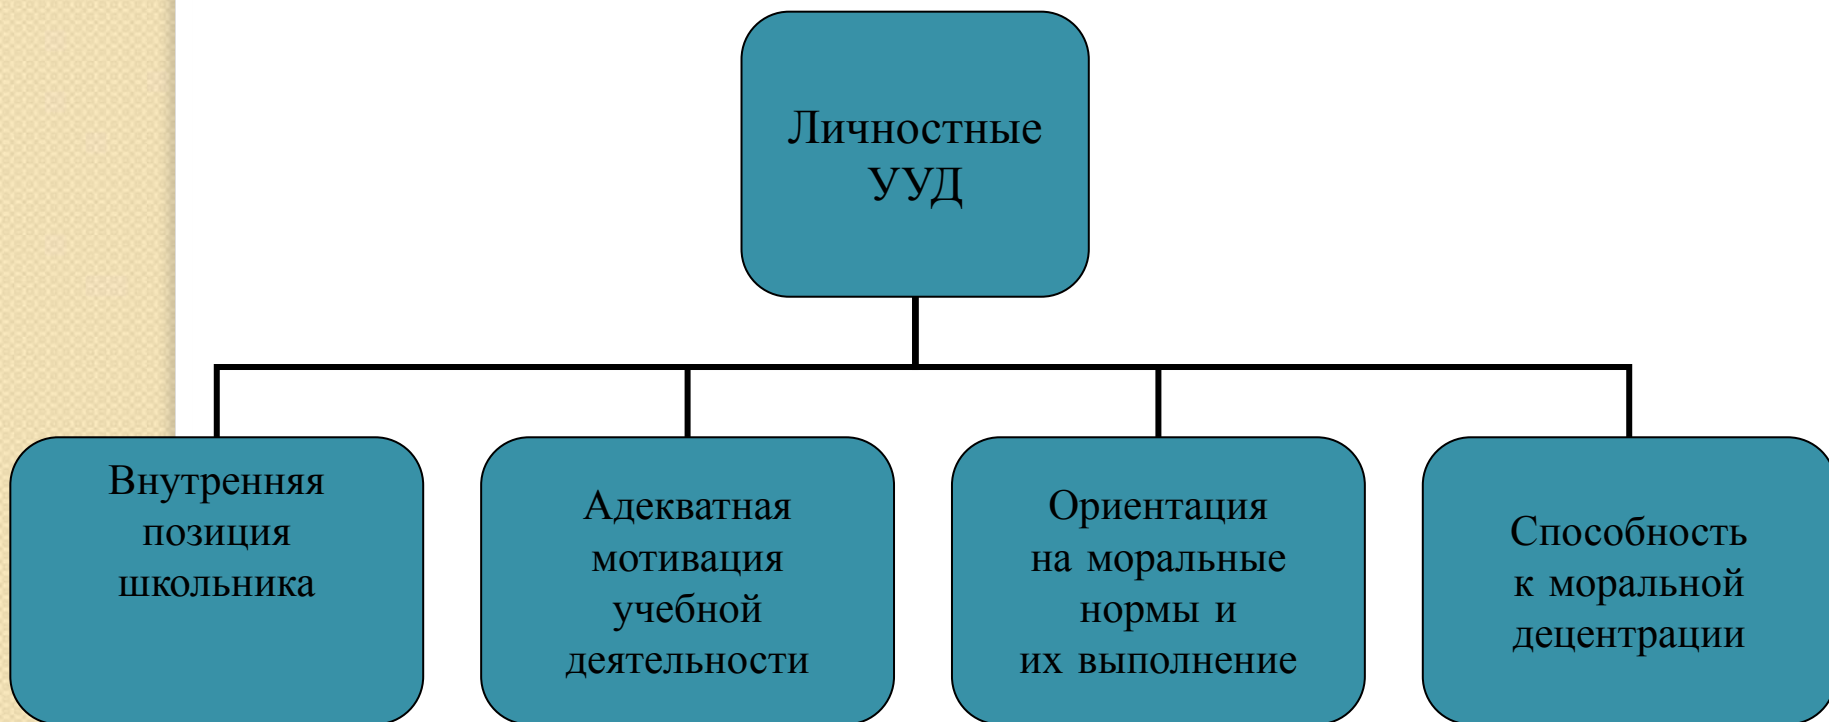 Личностные
УУД
Внутренняя
позиция
школьника
Адекватная
мотивация
учебной
деятельности
Ориентация
на моральные
нормы и
их выполнение
Способность
к моральной
децентрации